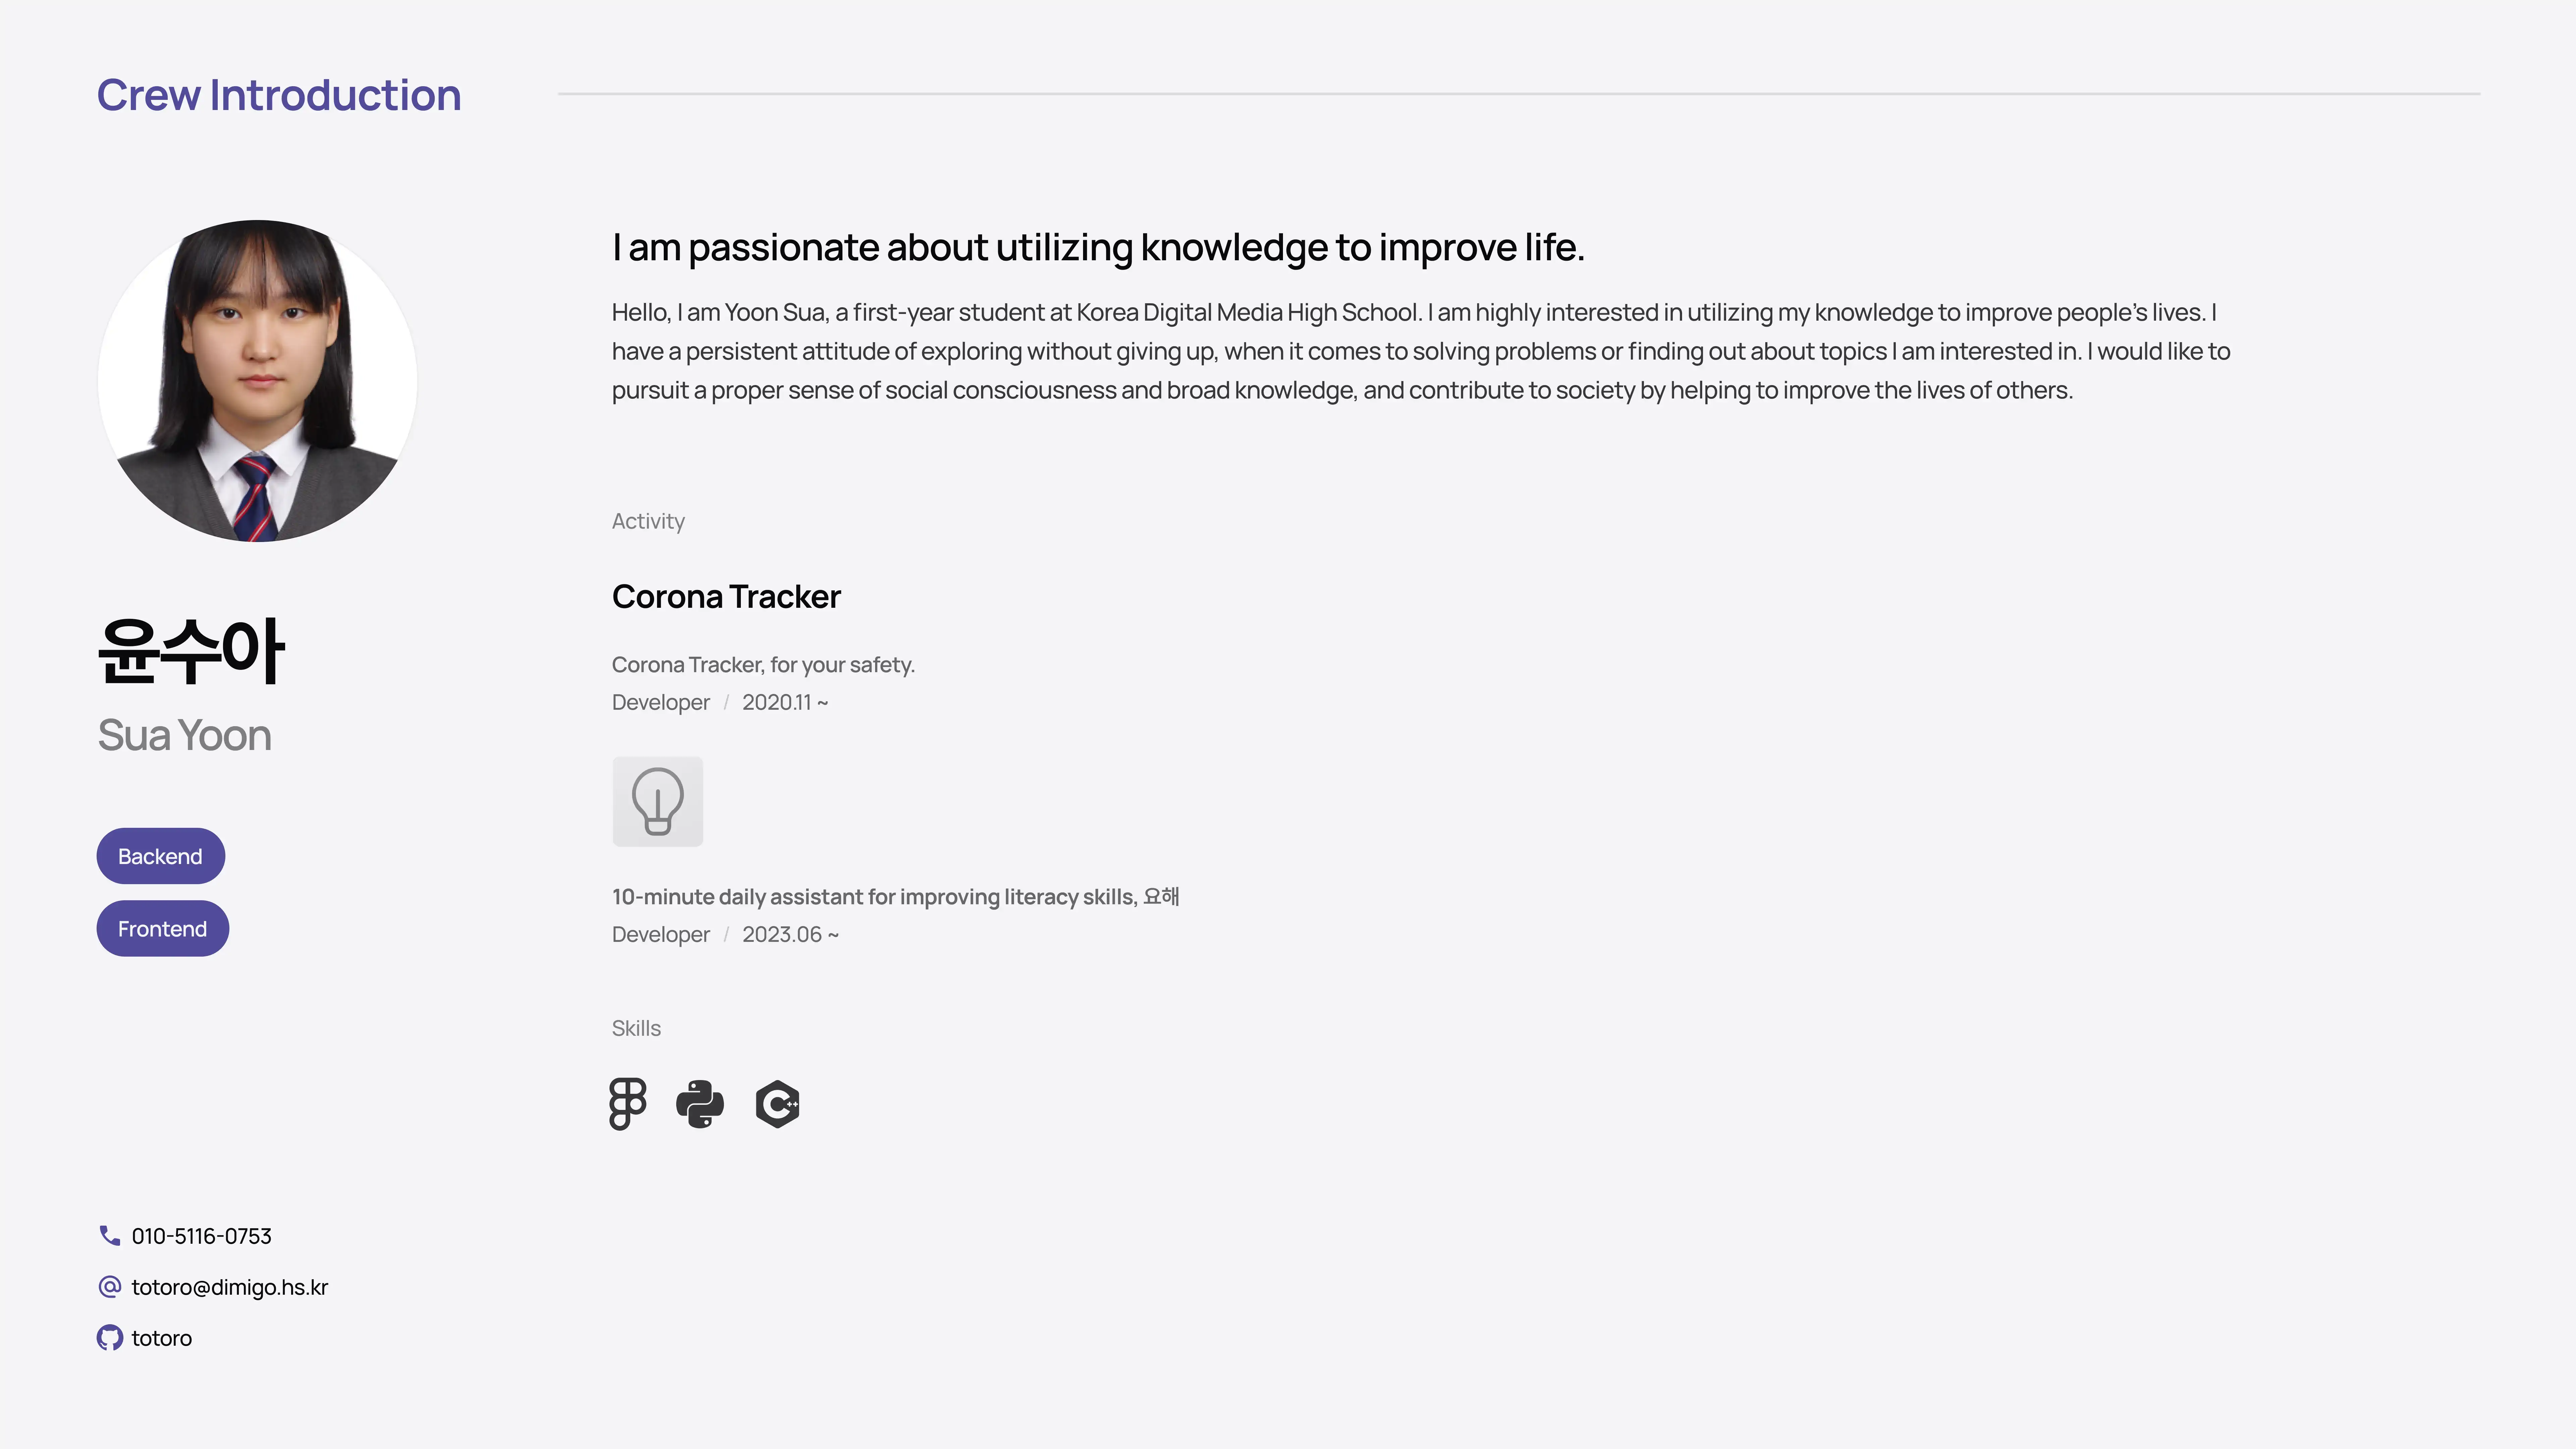 Crew Introduction
윤수아
Sua Yoon
Backend
Frontend
010-5116-0753
totoro@dimigo.hs.kr
totoro
I am passionate about utilizing knowledge to improve life.
Hello, I am Yoon Sua, a first-year student at Korea Digital Media High School. I am highly interested in utilizing my knowledge to improve people’s lives. I
have a persistent attitude of exploring without giving up, when it comes to solving problems or finding out about topics I am interested in. I would like to
pursuit a proper sense of social consciousness and broad knowledge, and contribute to society by helping to improve the lives of others.
Activity
Corona Tracker
Corona Tracker, for your safety.
Developer / 2020.11 ~
10-minute daily assistant for improving literacy skills, 요해
Developer / 2023.06 ~
Skills
C++